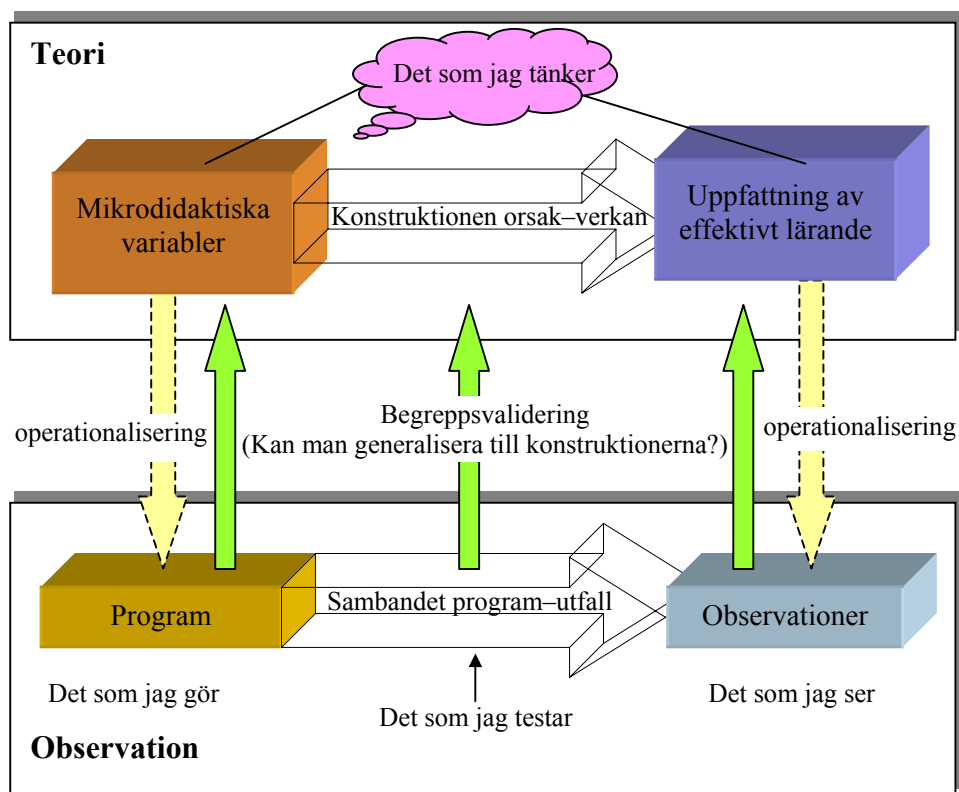 Teori
Det som jag tänker
Mikrodidaktiska
variabler
Konstruktionen orsak–verkan
Uppfattning av
effektivt lärande
operationalisering
Begreppsvalidering
(Kan man generalisera till konstruktionerna?)
operationalisering
Program
Sambandet program–utfall
Observationer
Det som jag gör
Det som jag testar
Det som jag ser
Observation